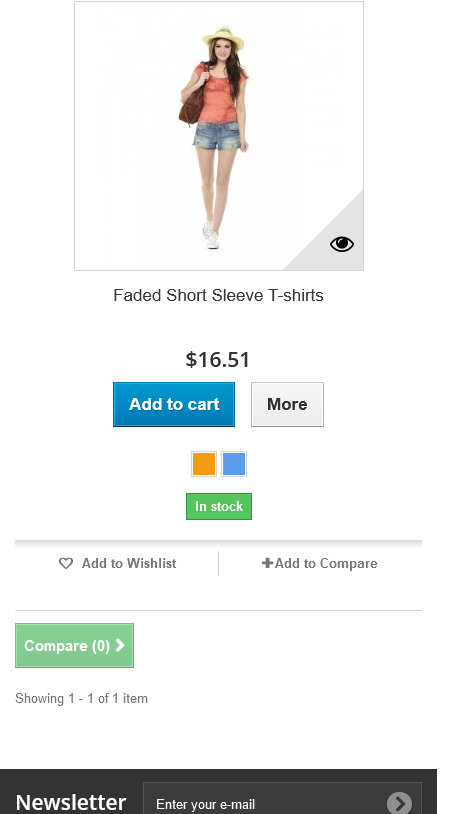 Faded Short Sleeve T-shirts
$16.51
Add to cart
More
In stock
Add to Wishlist
Add to Compare
Compare (0)
Showing 1 - 1 of 1 item
Newsletter
Enter your e-mail